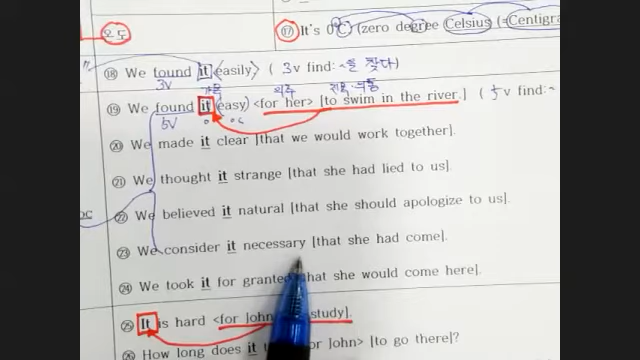 온도 ⑰ It's 0°C (zero degree Celsius (=Centigra
⑱ We found it (easily) ( 3v find: ~을 찾다)
3V
⑲ We found it (easy) <for her> [to swim in the river.] ( 5v find: ~
5V o oc
⑳ We made it clear [that we would work together].
㉑ We thought it strange [that she had lied to us].
㉒ We believed it natural [that she should apologize to us].
㉓ We consider it necessary [that she had come].
㉔ We took it for granted that she would come here].
㉕ It is hard <for John study].
㉖ How long does it for John> [to go there]?